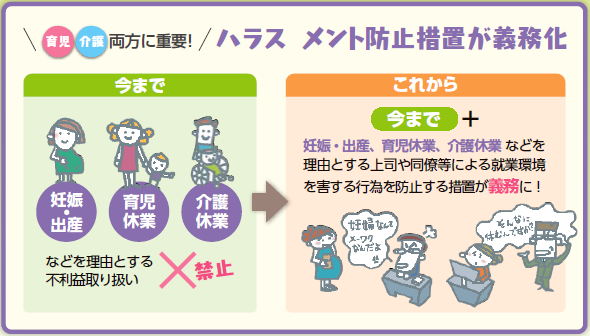 育児 介護 両方に重要! ハラスメント防止措置が義務化
今まで
妊娠・出産
育児休業
介護休業
などを理由とする
不利益取り扱い
禁止
これから
今まで +
妊娠・出産、育児休業、介護休業 などを
理由とする上司や同僚等による就業環境
を害する行為を防止する措置が義務に!
妊婦なんて
メーワク
なんだよ
そんなに
休むんですか?